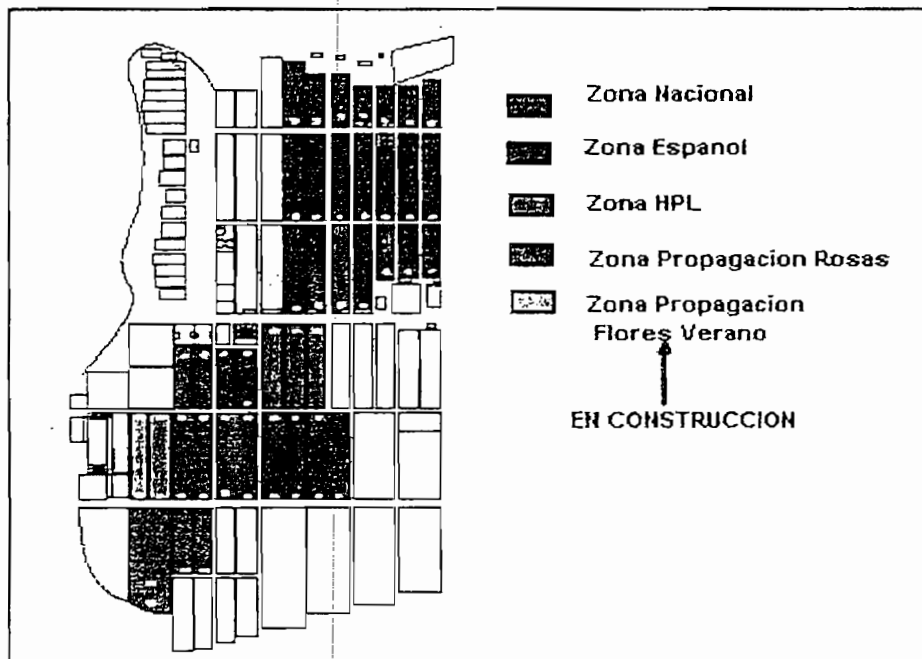 Zona Nacional
Zona Espanol
Zona HPL
Zona Propagacion Rosas
Zona Propagacion
Flores Verano
EN CONSTRUCCION